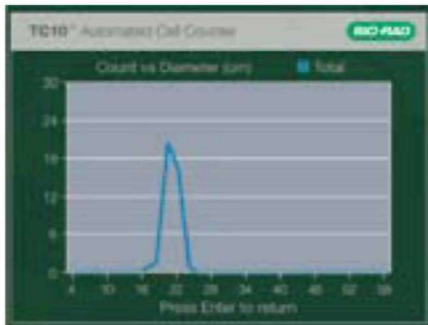 TC10™ Automated Cell Counter BIO-RAD
Count vs Diameter (um) Total
30
24
18
12
6
0
4 10 16 22 28 34 40 46 52 58
Press Enter to return